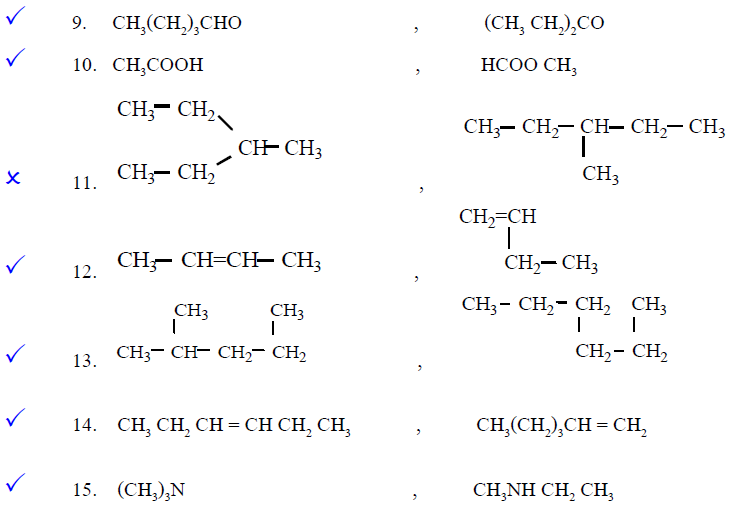 ✓ 9. CH₃(CH₂)₃CHO , (CH₃ CH₂)₂CO
✓ 10. CH₃COOH , HCOO CH₃
CH₃– CH₂
CH₃– CH₂– CH– CH₂– CH₃
CH– CH₃
✗ 11. CH₃– CH₂ , CH₃
CH₂=CH
✓ 12. CH₃– CH=CH– CH₃ , CH₂– CH₃
CH₃ CH₃ CH₃– CH₂– CH₂ CH₃
✓ 13. CH₃– CH– CH₂– CH₂ , CH₂– CH₂
✓ 14. CH₃ CH₂ CH = CH CH₂ CH₃ , CH₃(CH₂)₃CH = CH₂
✓ 15. (CH₃)₃N , CH₃NH CH₂ CH₃